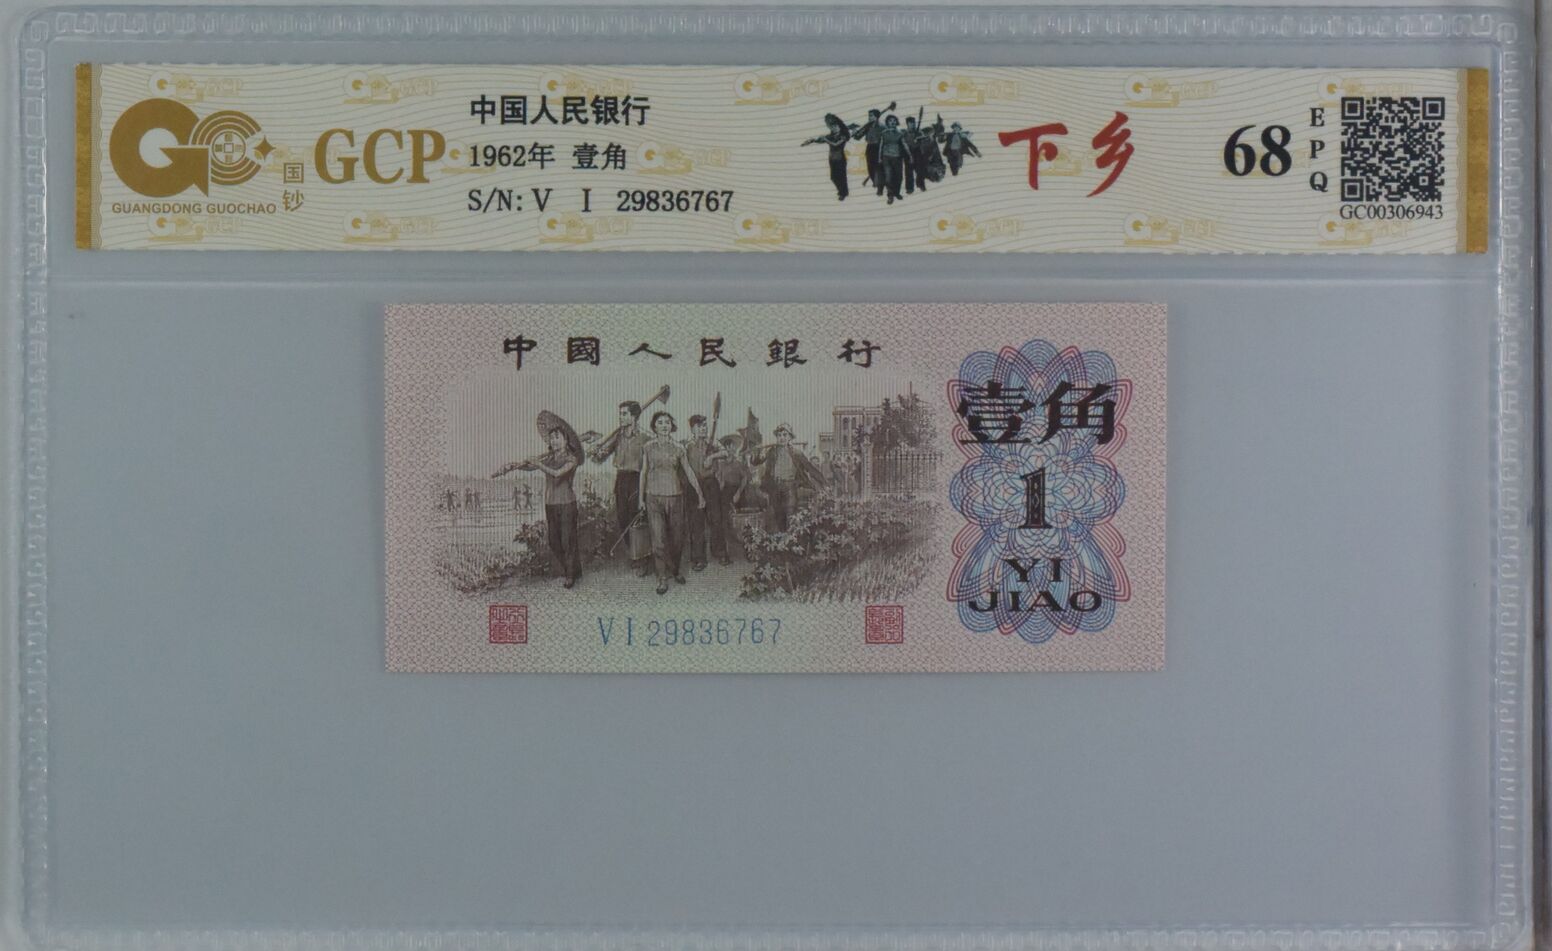 GCP
国钞
GUANGDONG GUOCHAO
中国人民银行
1962年 壹角
S/N: V I 29836767
下乡
68
EPQ
GC00306943
中國人民銀行
壹角
1
YI
JIAO
VI 29836767